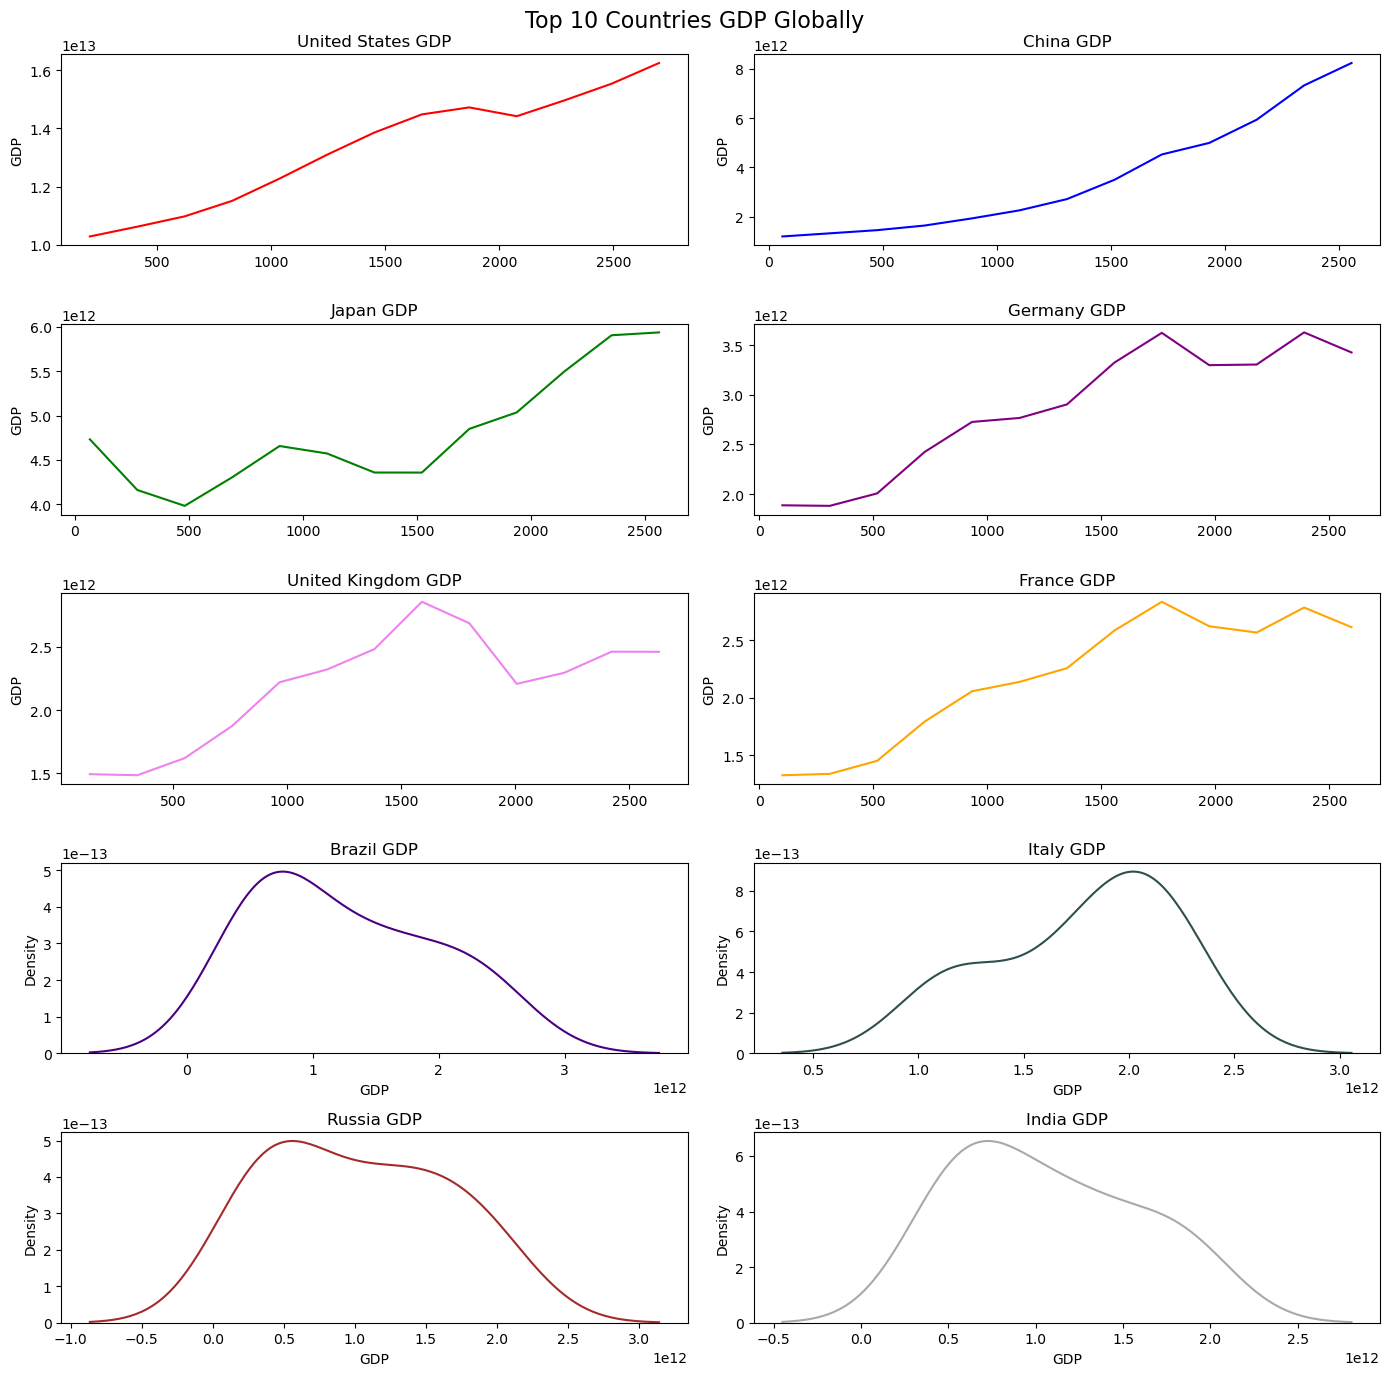 Top 10 Countries GDP Globally
United States GDP
1e13
1.6
1.4
1.2
1.0
GDP
500 1000 1500 2000 2500
China GDP
1e12
8
6
4
2
GDP
0 500 1000 1500 2000 2500
Japan GDP
1e12
6.0
5.5
5.0
4.5
4.0
GDP
0 500 1000 1500 2000 2500
Germany GDP
1e12
3.5
3.0
2.5
2.0
GDP
0 500 1000 1500 2000 2500
United Kingdom GDP
1e12
2.5
2.0
1.5
GDP
500 1000 1500 2000 2500
France GDP
1e12
2.5
2.0
1.5
GDP
0 500 1000 1500 2000 2500
Brazil GDP
1e−13
5
4
3
2
1
0
Density
0 1 2 3
GDP
1e12
Italy GDP
1e−13
8
6
4
2
0
Density
0.5 1.0 1.5 2.0 2.5 3.0
GDP
1e12
Russia GDP
1e−13
5
4
3
2
1
0
Density
−1.0 −0.5 0.0 0.5 1.0 1.5 2.0 2.5 3.0
GDP
1e12
India GDP
1e−13
6
4
2
0
Density
−0.5 0.0 0.5 1.0 1.5 2.0 2.5
GDP
1e12